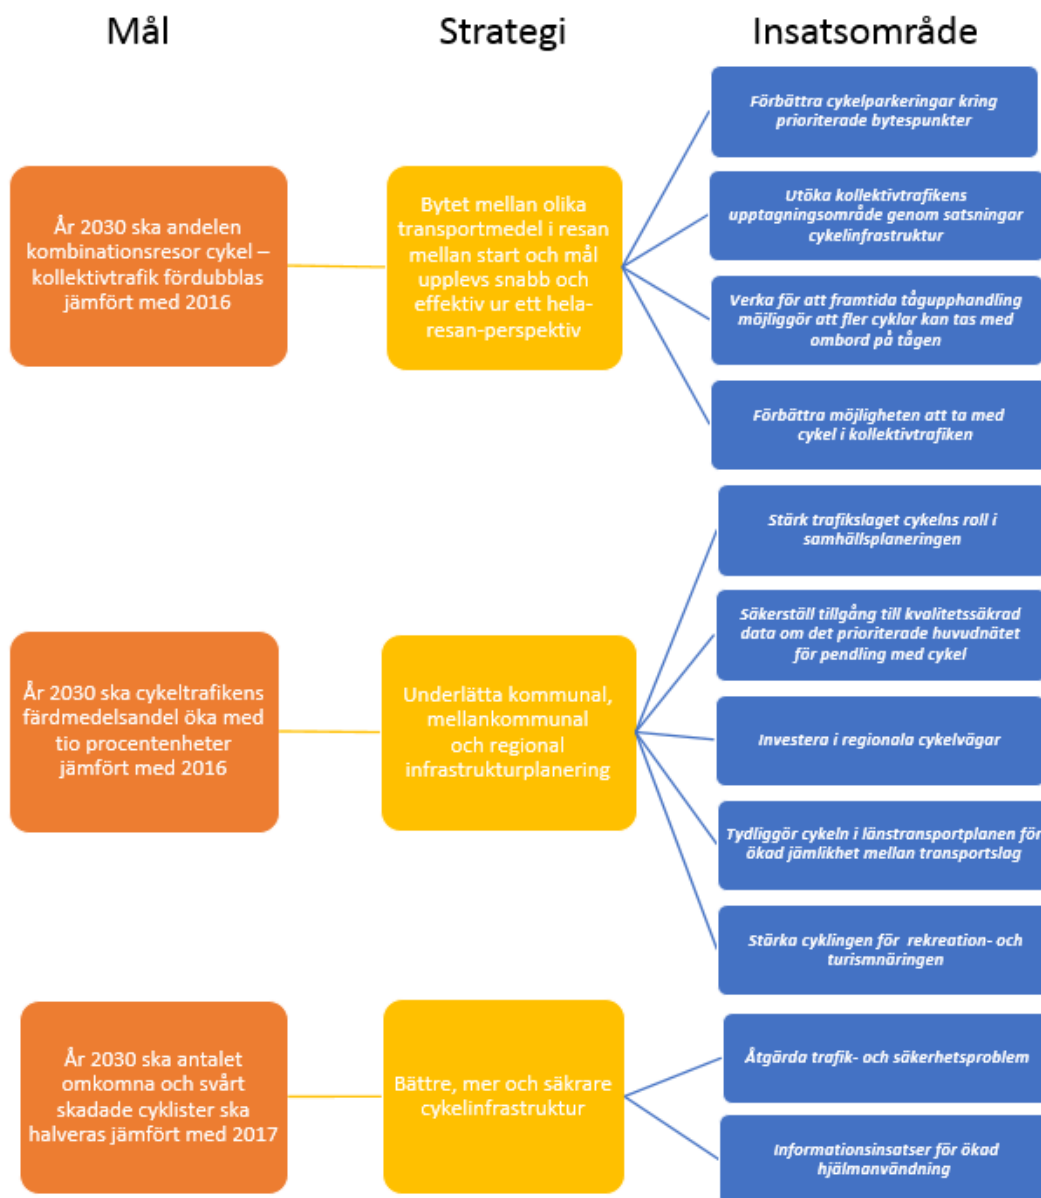 Mål
Strategi
Insatsområde
År 2030 ska andelen
kombinationsresor cykel –
kollektivtrafik fördubblas
jämfört med 2016
Bytet mellan olika
transportmedel i resan
mellan start och mål
upplevs snabb och
effektiv ur ett hela-
resan-perspektiv
Förbättra cykelparkeringar kring
prioriterade bytespunkter
Utöka kollektivtrafikens
upptagningsområde genom satsningar
cykelinfrastruktur
Verka för att framtida tågupphandling
möjliggör att fler cyklar kan tas med
ombord på tågen
Förbättra möjligheten att ta med
cykel i kollektivtrafiken
År 2030 ska cykeltrafikens
färdmedelsandel öka med
tio procentenheter
jämfört med 2016
Underlätta kommunal,
mellankommunal
och regional
infrastrukturplanering
Stärk trafikslaget cykelns roll i
samhällsplaneringen
Säkerställ tillgång till kvalitetssäkrad
data om det prioriterade huvudnätet
för pendling med cykel
Investera i regionala cykelvägar
Tydliggör cykeln i länstransportplanen för
ökad jämlikhet mellan transportslag
Stärka cyklingen för rekreation- och
turismnäringen
År 2030 ska antalet
omkomna och svårt
skadade cyklister ska
halveras jämfört med 2017
Bättre, mer och säkrare
cykelinfrastruktur
Åtgärda trafik- och säkerhetsproblem
Informationsinsatser för ökad
hjälmanvändning